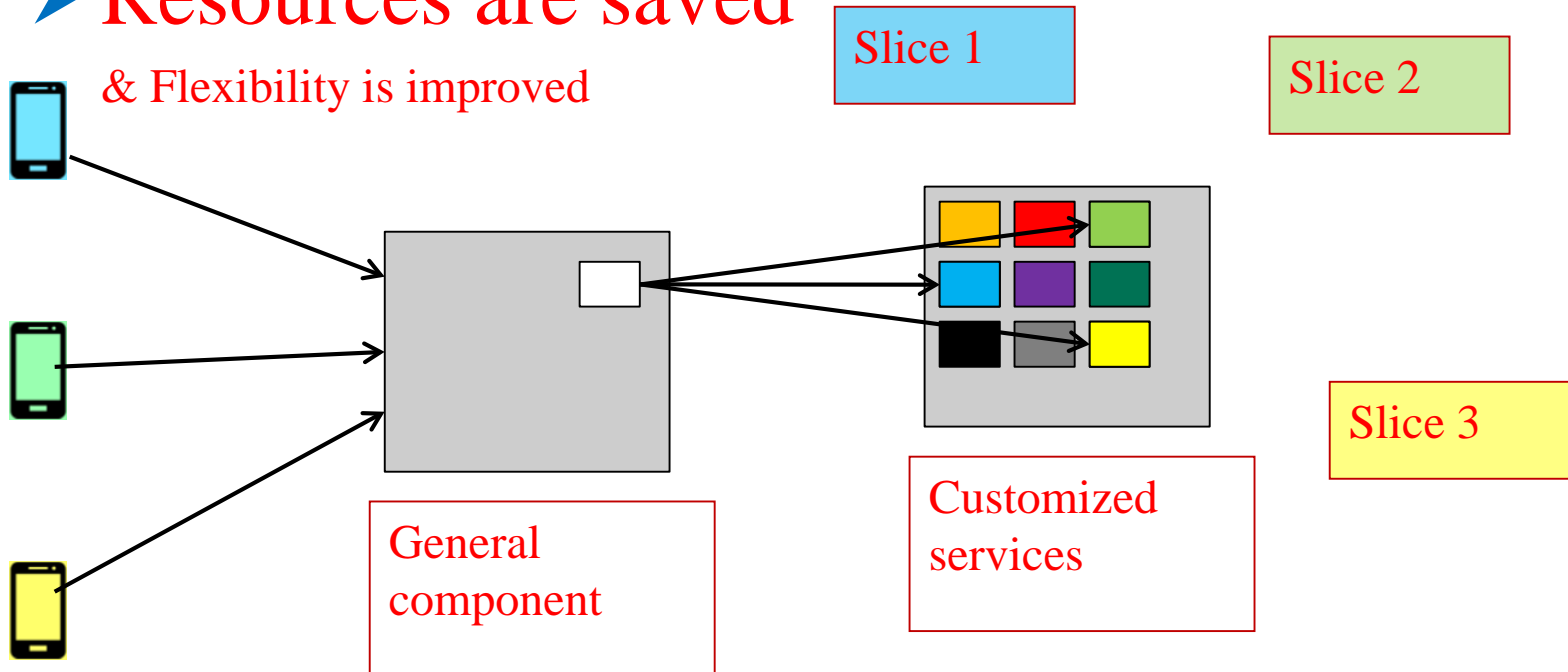 Resources are saved
& Flexibility is improved
Slice 1
Slice 2
Slice 3
General
component
Customized
services